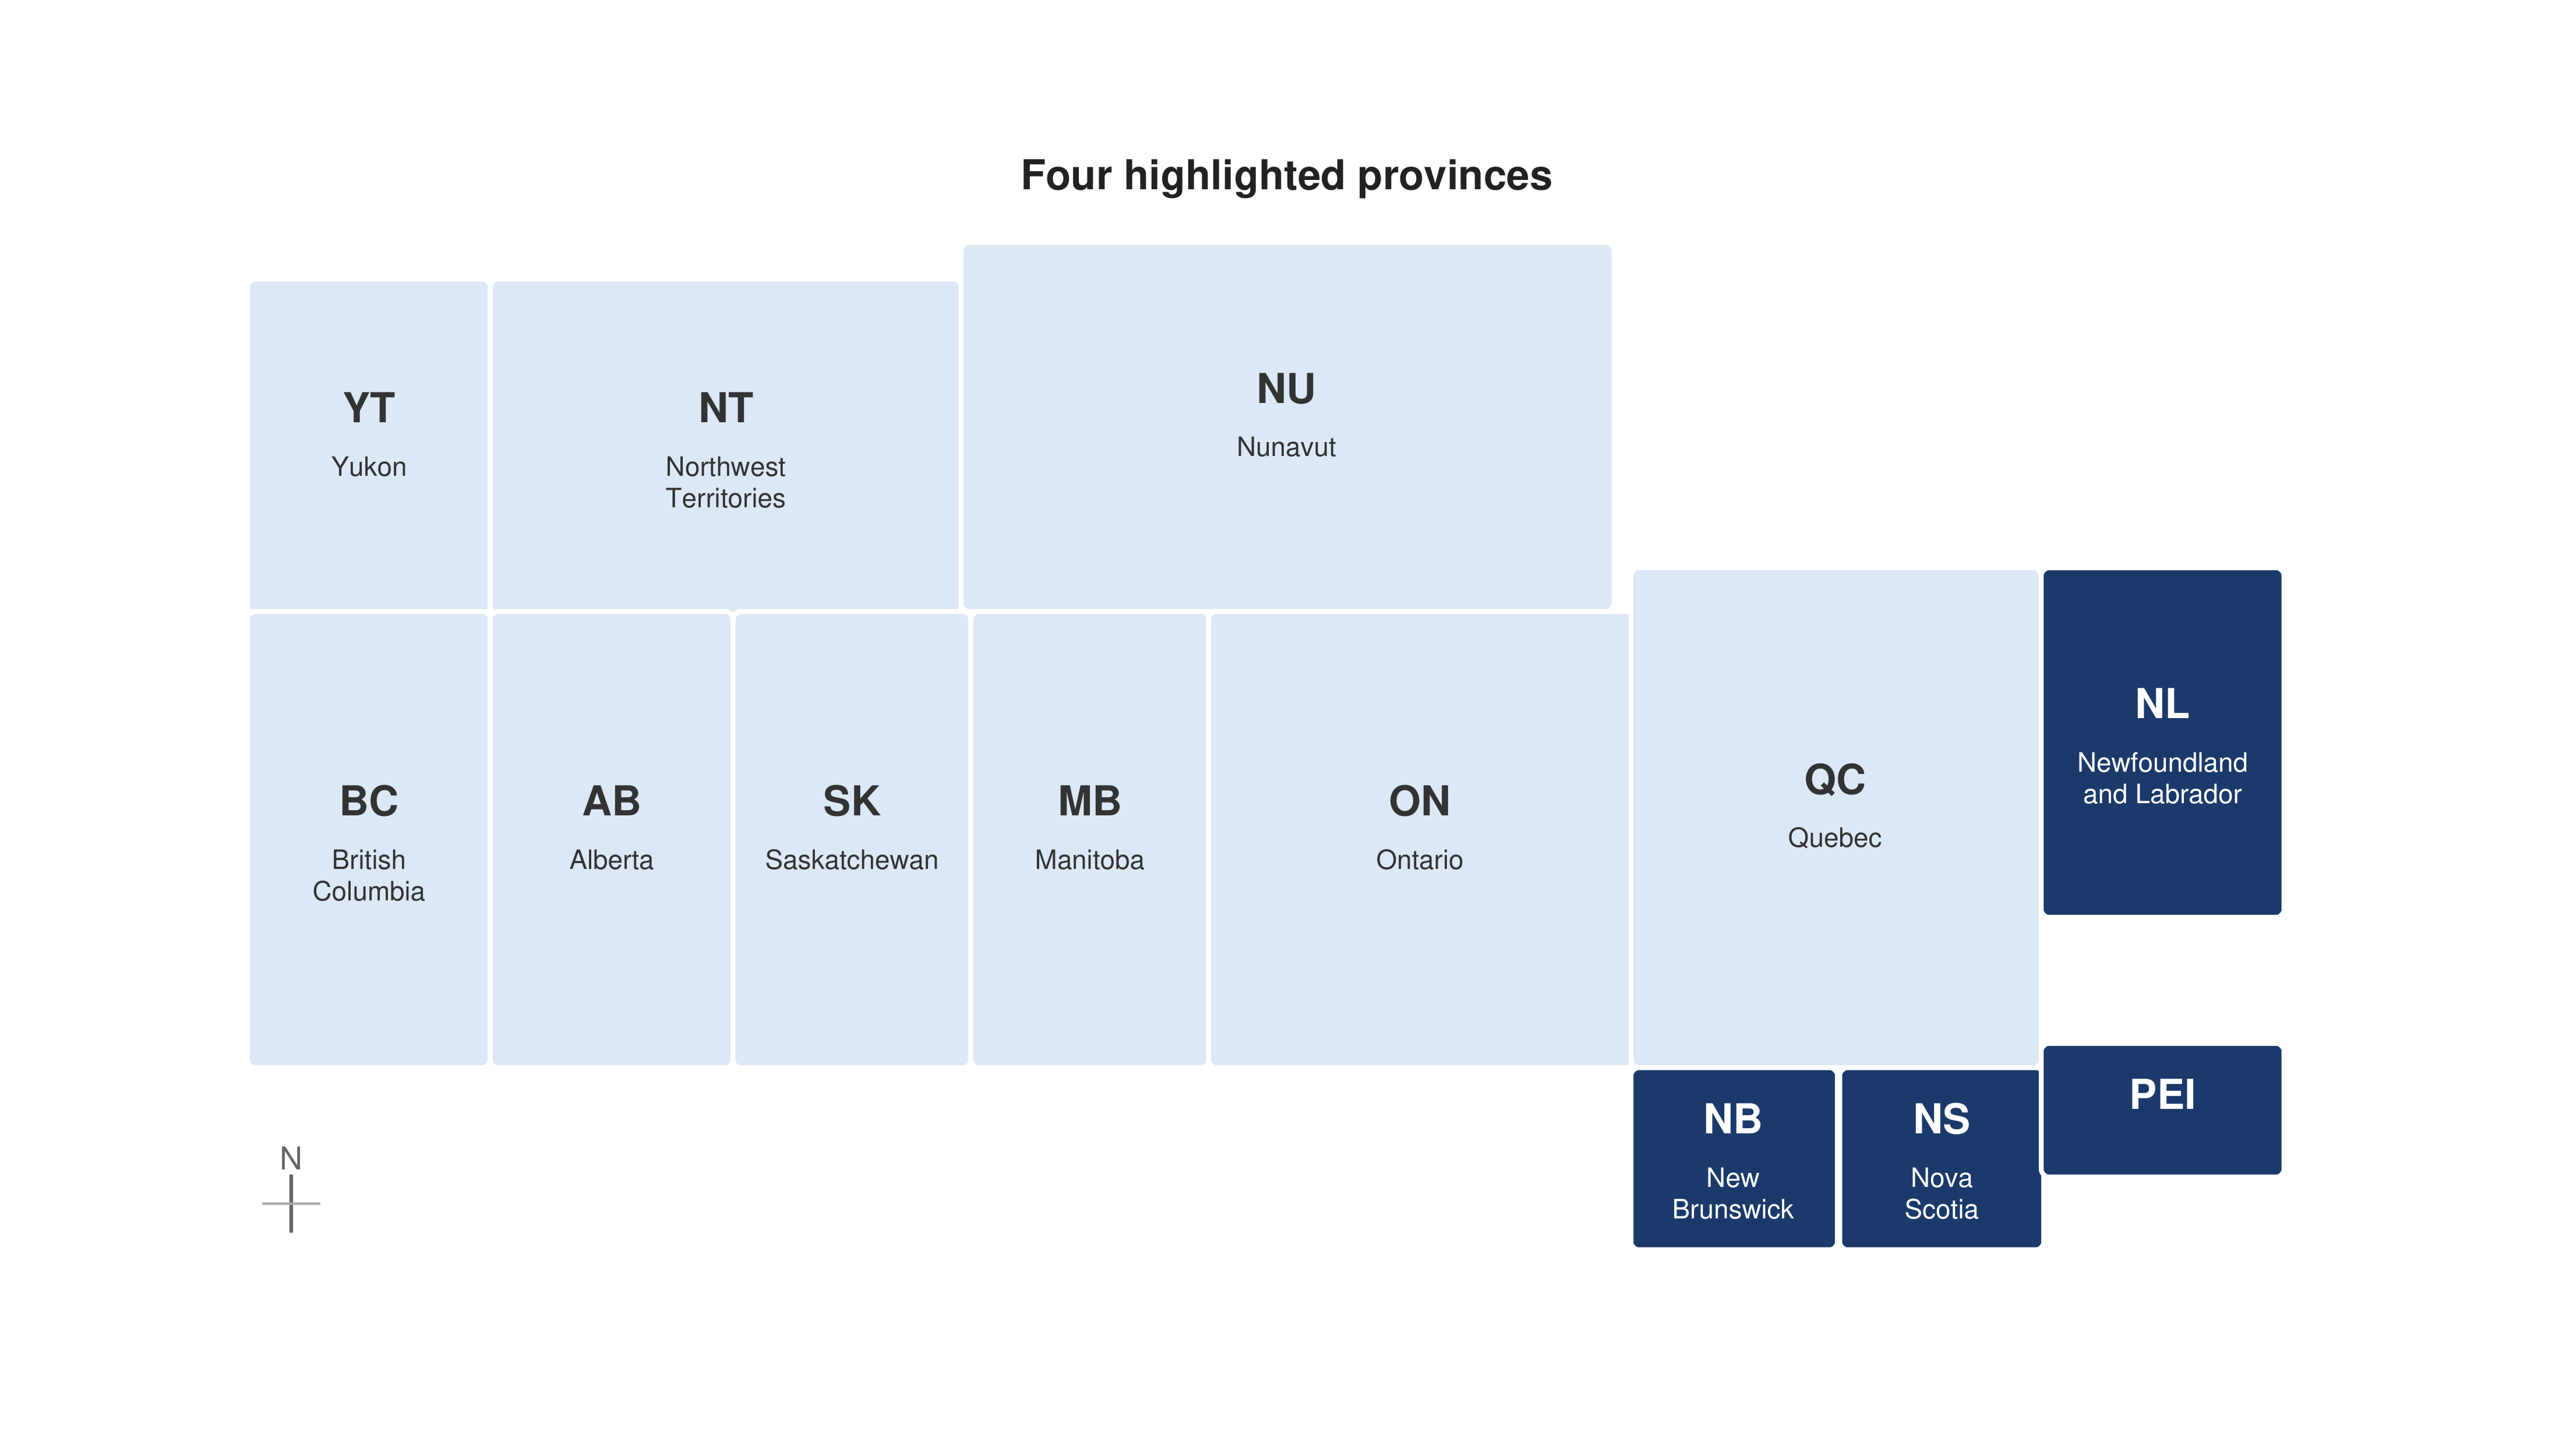 Four highlighted provinces
YT
Yukon
NT
Northwest
Territories
NU
Nunavut
BC
British
Columbia
AB
Alberta
SK
Saskatchewan
MB
Manitoba
ON
Ontario
QC
Quebec
NL
Newfoundland
and Labrador
NB
New
Brunswick
NS
Nova
Scotia
PEI
N